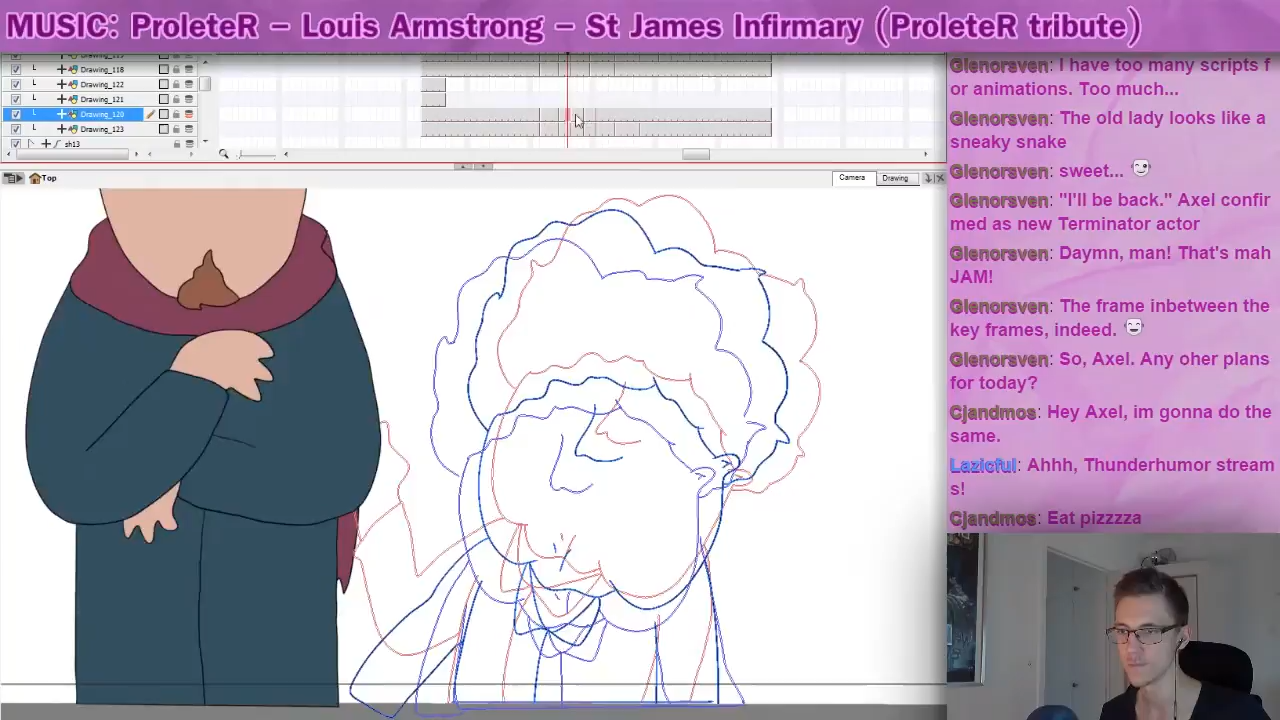 MUSIC: ProleteR – Louis Armstrong – St James Infirmary (ProleteR tribute)
Drawing_118
Drawing_122
Drawing_121
Drawing_120
Drawing_123
sh13
Top
Camera
Drawing
Glenorsven: I have too many scripts f
or animations. Too much...
Glenorsven: The old lady looks like a
sneaky snake
Glenorsven: sweet...
Glenorsven: "I'll be back." Axel confir
med as new Terminator actor
Glenorsven: Daymn, man! That's mah
JAM!
Glenorsven: The frame inbetween the
key frames, indeed.
Glenorsven: So, Axel. Any oher plans
for today?
Cjandmos: Hey Axel, im gonna do the
same.
Lazicful: Ahhh, Thunderhumor stream
s!
Cjandmos: Eat pizzzza